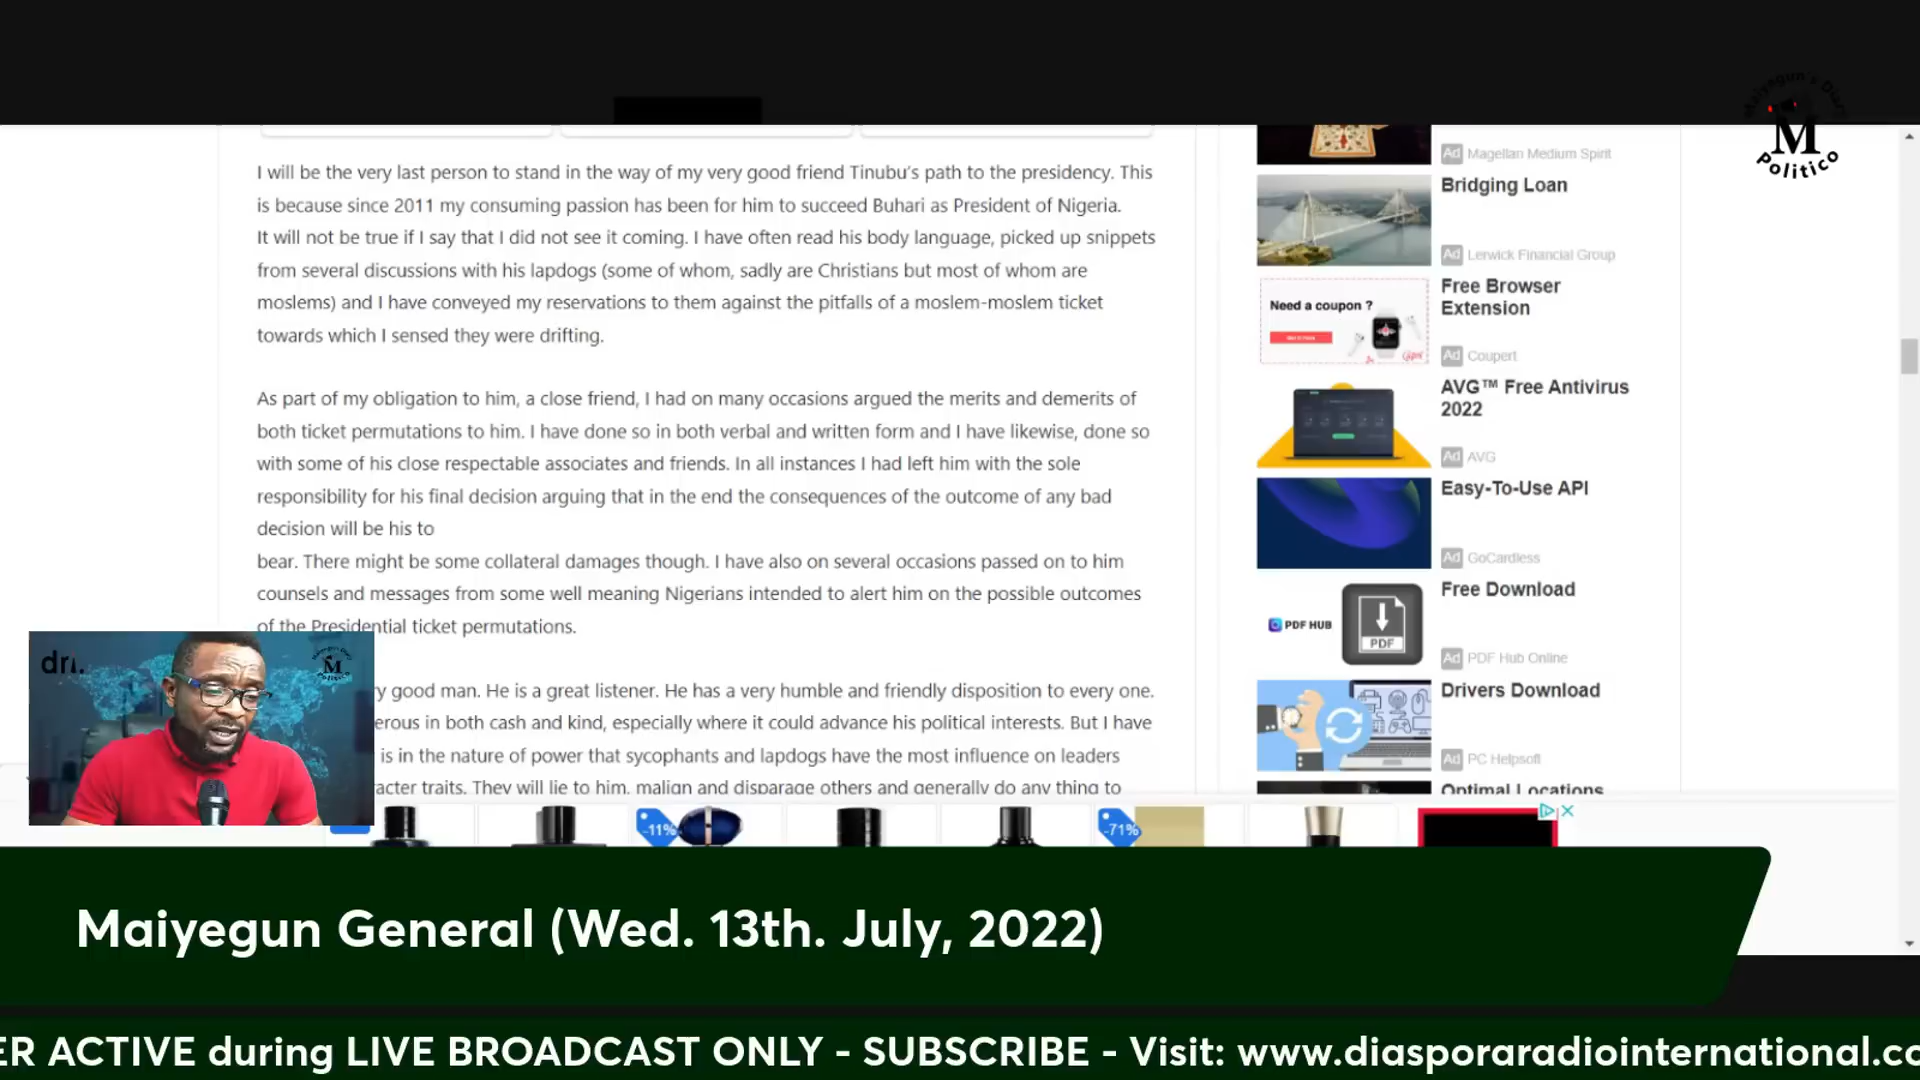 Maiyegun's Diary
M
Politico
I will be the very last person to stand in the way of my very good friend Tinubu's path to the presidency. This
is because since 2011 my consuming passion has been for him to succeed Buhari as President of Nigeria.
It will not be true if I say that I did not see it coming. I have often read his body language, picked up snippets
from several discussions with his lapdogs (some of whom, sadly are Christians but most of whom are
moslems) and I have conveyed my reservations to them against the pitfalls of a moslem-moslem ticket
towards which I sensed they were drifting.
As part of my obligation to him, a close friend, I had on many occasions argued the merits and demerits of
both ticket permutations to him. I have done so in both verbal and written form and I have likewise, done so
with some of his close respectable associates and friends. In all instances I had left him with the sole
responsibility for his final decision arguing that in the end the consequences of the outcome of any bad
decision will be his to
bear. There might be some collateral damages though. I have also on several occasions passed on to him
counsels and messages from some well meaning Nigerians intended to alert him on the possible outcomes
of the Presidential ticket permutations.
y good man. He is a great listener. He has a very humble and friendly disposition to every one.
erous in both cash and kind, especially where it could advance his political interests. But I have
is in the nature of power that sycophants and lapdogs have the most influence on leaders
acter traits. They will lie to him, malign and disparage others and generally do any thing to
Ad Magellan Medium Spirit
Bridging Loan
Ad Lerwick Financial Group
Need a coupon ?
Free Browser
Extension
Ad Coupert
AVG™ Free Antivirus
2022
Ad AVG
Easy-To-Use API
Ad GoCardless
Free Download
PDF HUB
PDF
Ad PDF Hub Online
Drivers Download
Ad PC Helpsoft
Optimal Locations
dri.
M
Politico
-11%
-71%
Maiyegun General (Wed. 13th. July, 2022)
ER ACTIVE during LIVE BROADCAST ONLY - SUBSCRIBE - Visit: www.diasporaradiointernational.co